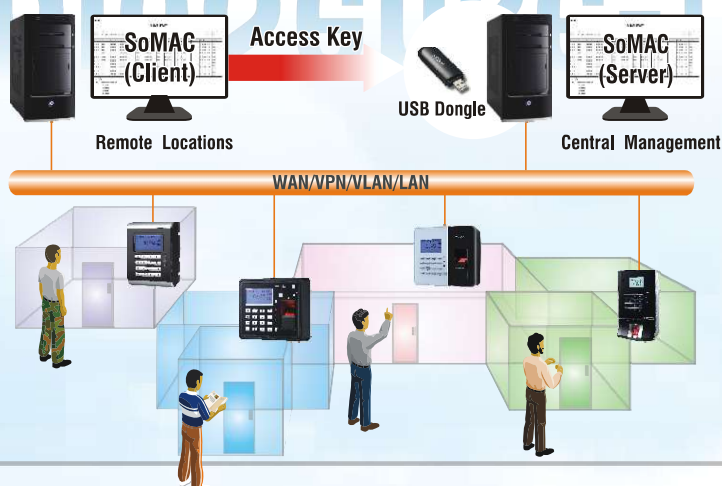 SoMAC
(Client)
Access Key
USB Dongle
SoMAC
(Server)
Remote Locations
Central Management
WAN/VPN/VLAN/LAN